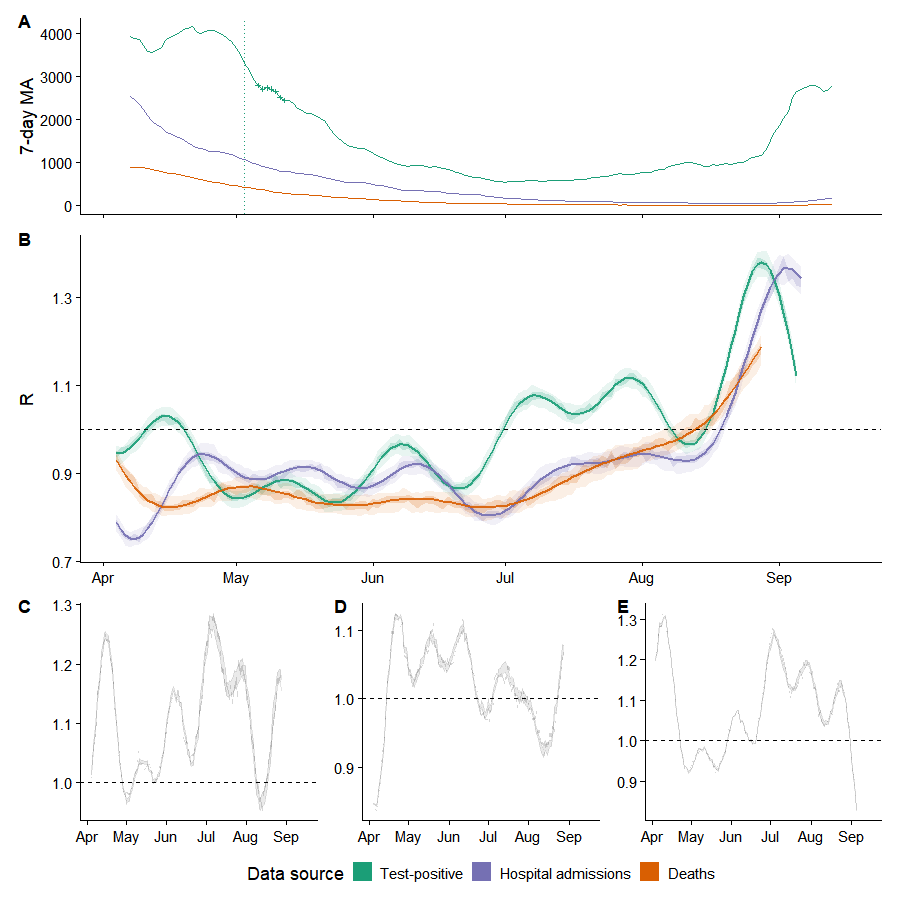 A
7-day MA
4000
3000
2000
1000
0
B
R
1.3
1.1
0.9
0.7
Apr May Jun Jul Aug Sep
C
1.3
1.2
1.1
1.0
Apr May Jun Jul Aug Sep
D
1.1
1.0
0.9
Apr May Jun Jul Aug Sep
E
1.3
1.2
1.1
1.0
0.9
Apr May Jun Jul Aug Sep
Data source Test-positive Hospital admissions Deaths